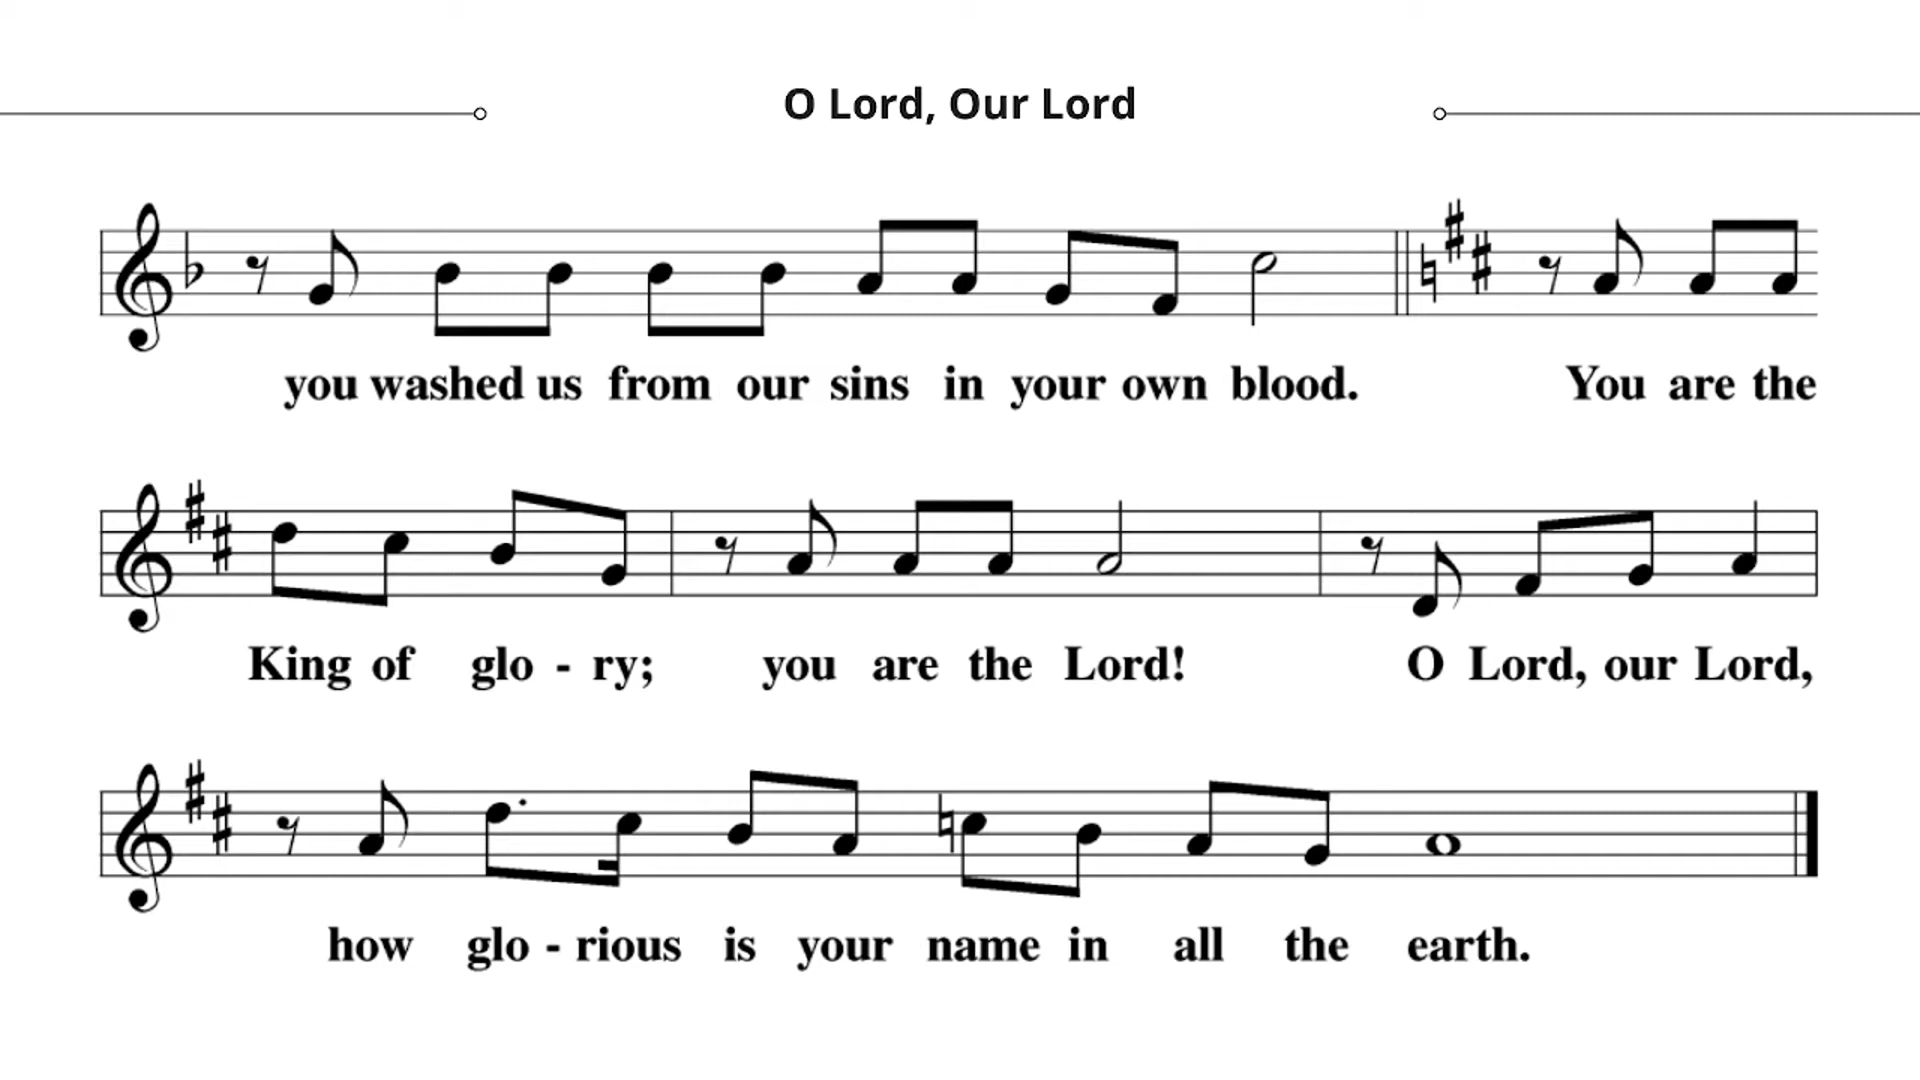 O Lord, Our Lord
you washed us from our sins in your own blood. You are the
King of glo - ry; you are the Lord! O Lord, our Lord,
how glo - rious is your name in all the earth.